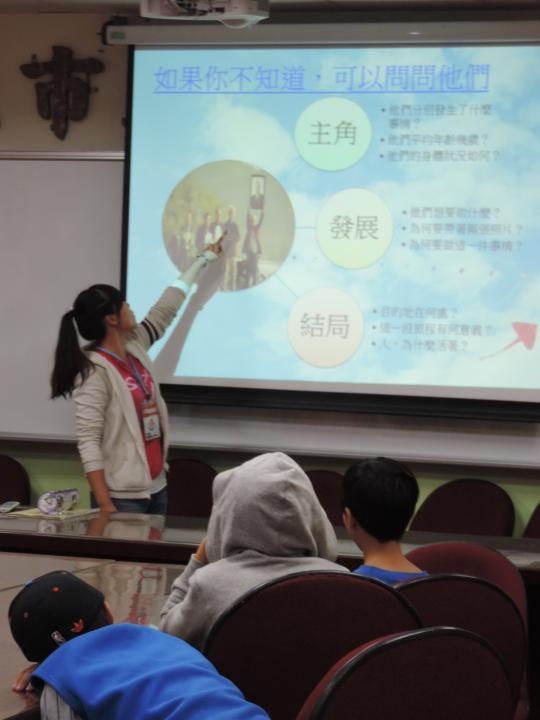 如果你不知道，可以問問他們
主角
• 他們分別發生了什麼
事情？
• 他們平均年齡幾歲？
• 他們的身體狀況如何？
發展
• 他們想要做什麼？
• 為何要帶著兩張照片？
• 為何要做這一件事情？
結局
• 目的地在何處？
• 這一段旅程有何意義？
• 人，為什麼活著？